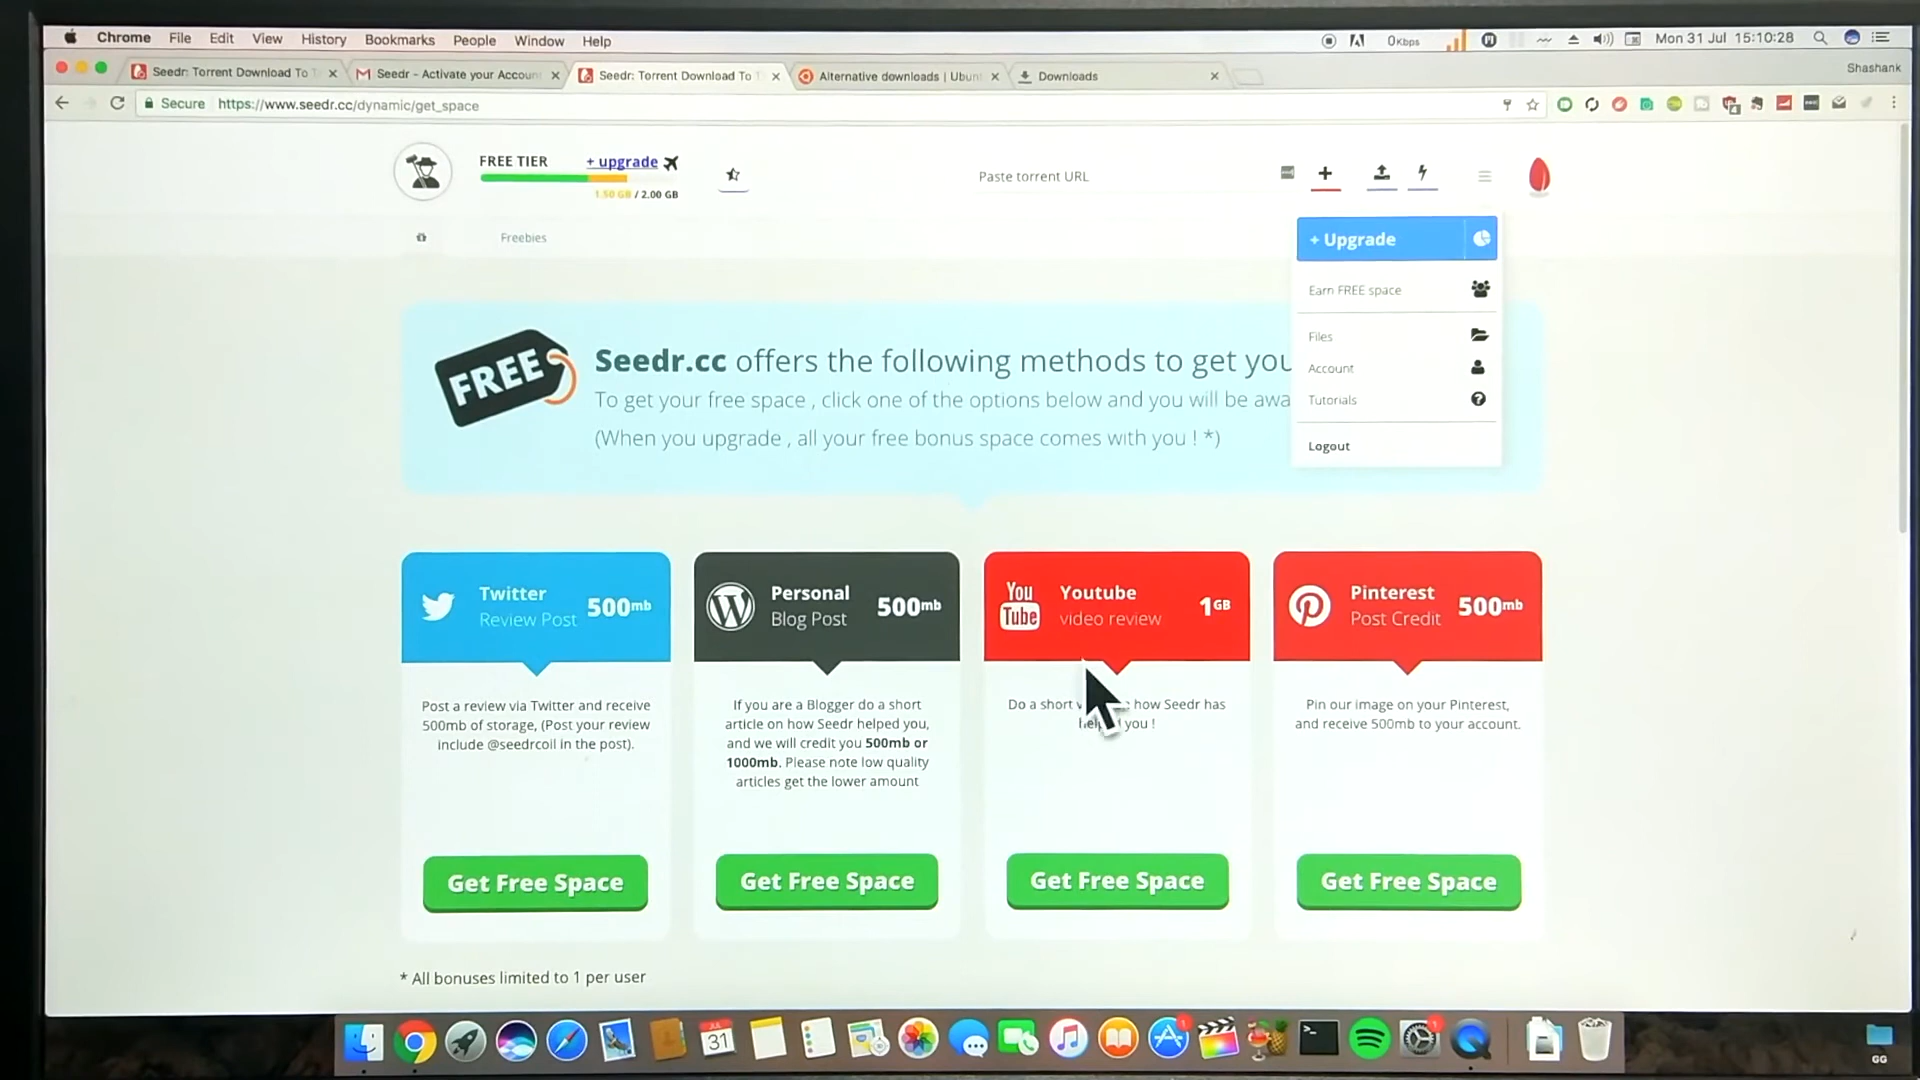 Chrome File Edit View History Bookmarks People Window Help 0Kbps Mon 31 Jul 15:10:28
Seedr: Torrent Download To T Seedr - Activate your Accoun Seedr: Torrent Download To T Alternative downloads | Ubun Downloads Shashank
Secure https://www.seedr.cc/dynamic/get_space
FREE TIER + upgrade
1.50 GB / 2.00 GB
Paste torrent URL
Freebies
+ Upgrade
Earn FREE space
Files
Account
Tutorials
Logout
FREE
Seedr.cc offers the following methods to get you
To get your free space , click one of the options below and you will be awa
(When you upgrade , all your free bonus space comes with you ! *)
Twitter
Review Post
500mb
Post a review via Twitter and receive
500mb of storage, (Post your review
include @seedrcoil in the post).
Get Free Space
Personal
Blog Post
500mb
If you are a Blogger do a short
article on how Seedr helped you,
and we will credit you 500mb or
1000mb. Please note low quality
articles get the lower amount
Get Free Space
You
Tube
Youtube
video review
1GB
Do a short how Seedr has
you !
Get Free Space
Pinterest
Post Credit
500mb
Pin our image on your Pinterest,
and receive 500mb to your account.
Get Free Space
* All bonuses limited to 1 per user
JUL
31
GG